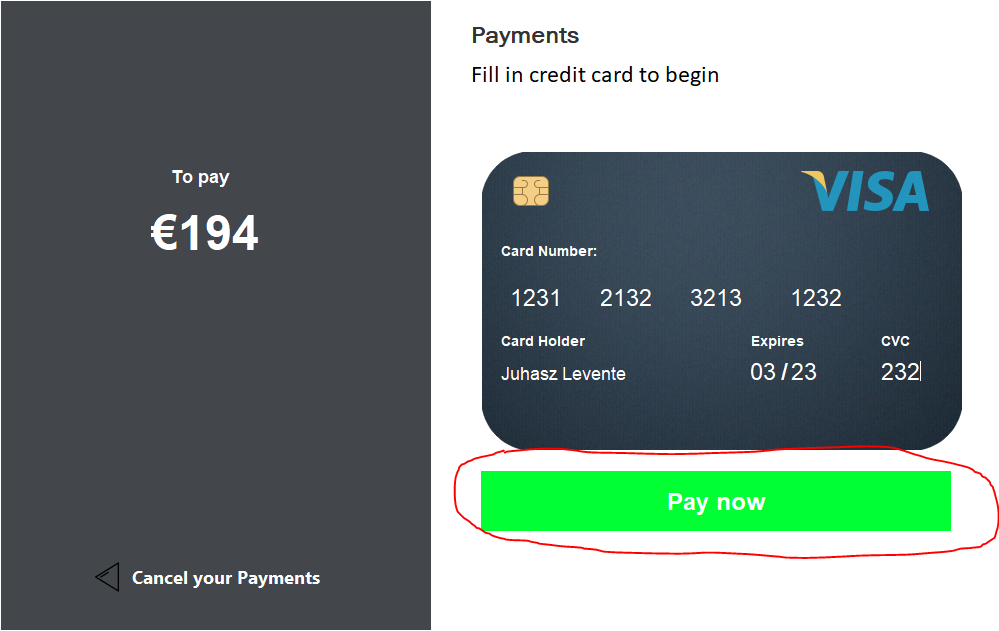 To pay
€194
Cancel your Payments
Payments
Fill in credit card to begin
VISA
Card Number:
1231 2132 3213 1232
Card Holder Expires CVC
Juhasz Levente 03 / 23 232
Pay now